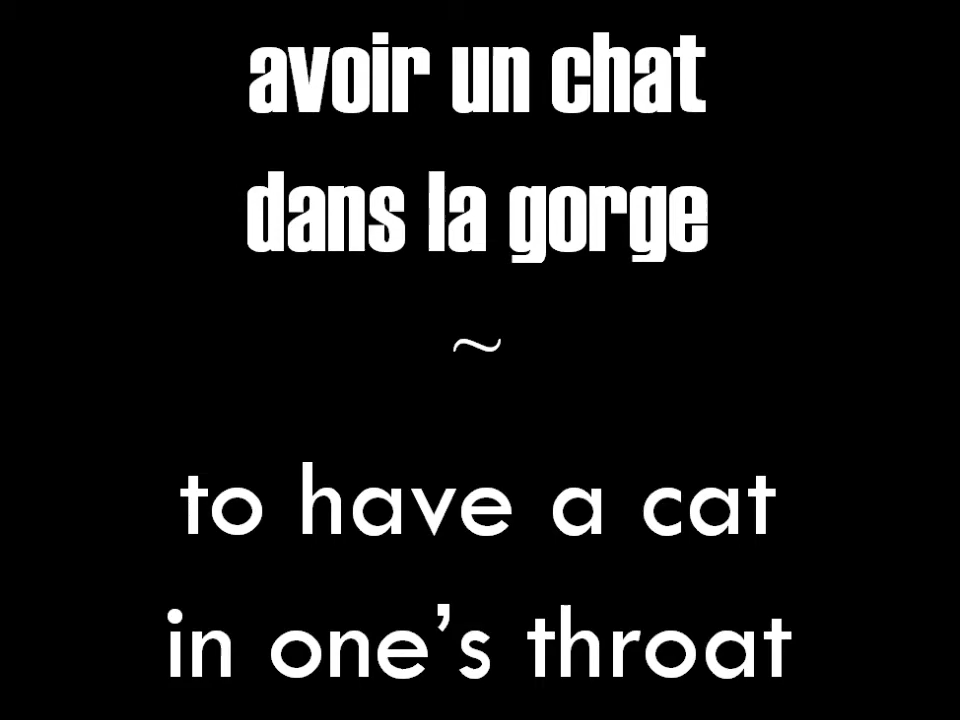 avoir un chat
dans la gorge
~
to have a cat
in one’s throat